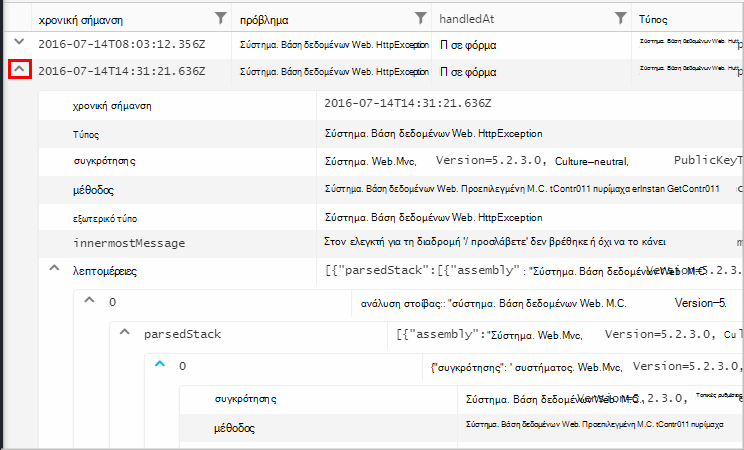 χρονική σήμανση πρόβλημα handledAt Τύπος
2016-07-14T08:03:12.356Z Σύστημα. Βάση δεδομένων Web. HttpException Π σε φόρμα Σύστημα. Βάση δεδομένων Web.
2016-07-14T14:31:21.636Z Σύστημα. Βάση δεδομένων Web. HttpException Π σε φόρμα Σύστημα. Βάση δεδομένων Web.
χρονική σήμανση 2016-07-14T14:31:21.636Z
Τύπος Σύστημα. Βάση δεδομένων Web. HttpException
συγκρότησης Σύστημα. Web.Mvc, Version=5.2.3.0, Culture=neutral, PublicKeyT
μέθοδος Σύστημα. Βάση δεδομένων Web. Προεπιλεγμένη M.C. tContr011 πυρίμαχα erInstan GetContr011
εξωτερικό τύπο Σύστημα. Βάση δεδομένων Web. HttpException
innermostMessage Στον ελεγκτή για τη διαδρομή '/ προσλάβετε' δεν βρέθηκε ή όχι να το κάνει m
λεπτομέρειες [{"parsedStack":[{"assembly" : "Σύστημα. Βάση δεδομένων Web. M.C. Version=5.2.3.
0 ανάλυση στοίβας:: "σύστημα. Βάση δεδομένων Web. M.C. Version=5.
parsedStack [{"assembly":"Σύστημα. Web.Mvc, Version=5.2.3.0, Cu
0 {"συγκρότησης": ' συστήματος. Web.Mvc, Version=5.2.3.0,
συγκρότησης Σύστημα. Βάση δεδομένων Web. M.C. Version=5.2.3.0,
μέθοδος Σύστημα. Βάση δεδομένων Web. Προεπιλεγμένη M.C. tContr011 πυρίμαχα